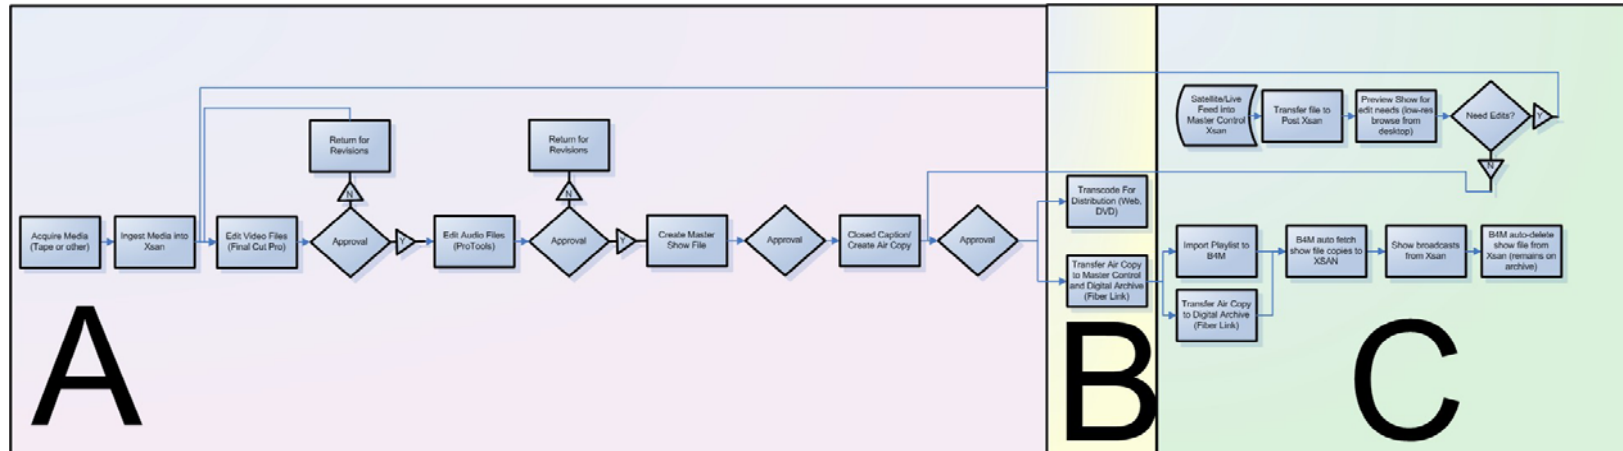 Acquire Media
(Tape or other)
Ingest Media into
Xsan
Edit Video Files
(Final Cut Pro)
Return for
Revisions
N
Approval
Y
Edit Audio Files
(ProTools)
Return for
Revisions
N
Approval
Y
Create Master
Show File
Approval
Closed Caption/
Create Air Copy
Approval
A
Transcode For
Distribution (Web,
DVD)
Transfer Air Copy
to Master Control
and Digital Archive
(Fiber Link)
B
Satellite/Live
Feed into
Master Control
Xsan
Transfer file to
Post Xsan
Preview Show for
edit needs (low-res
browse from
desktop)
Need Edits?
Y
N
Import Playlist to
B4M
Transfer Air Copy
to Digital Archive
(Fiber Link)
B4M auto fetch
show file copies to
XSAN
Show broadcasts
from Xsan
B4M auto-delete
show file from
Xsan (remains on
archive)
C